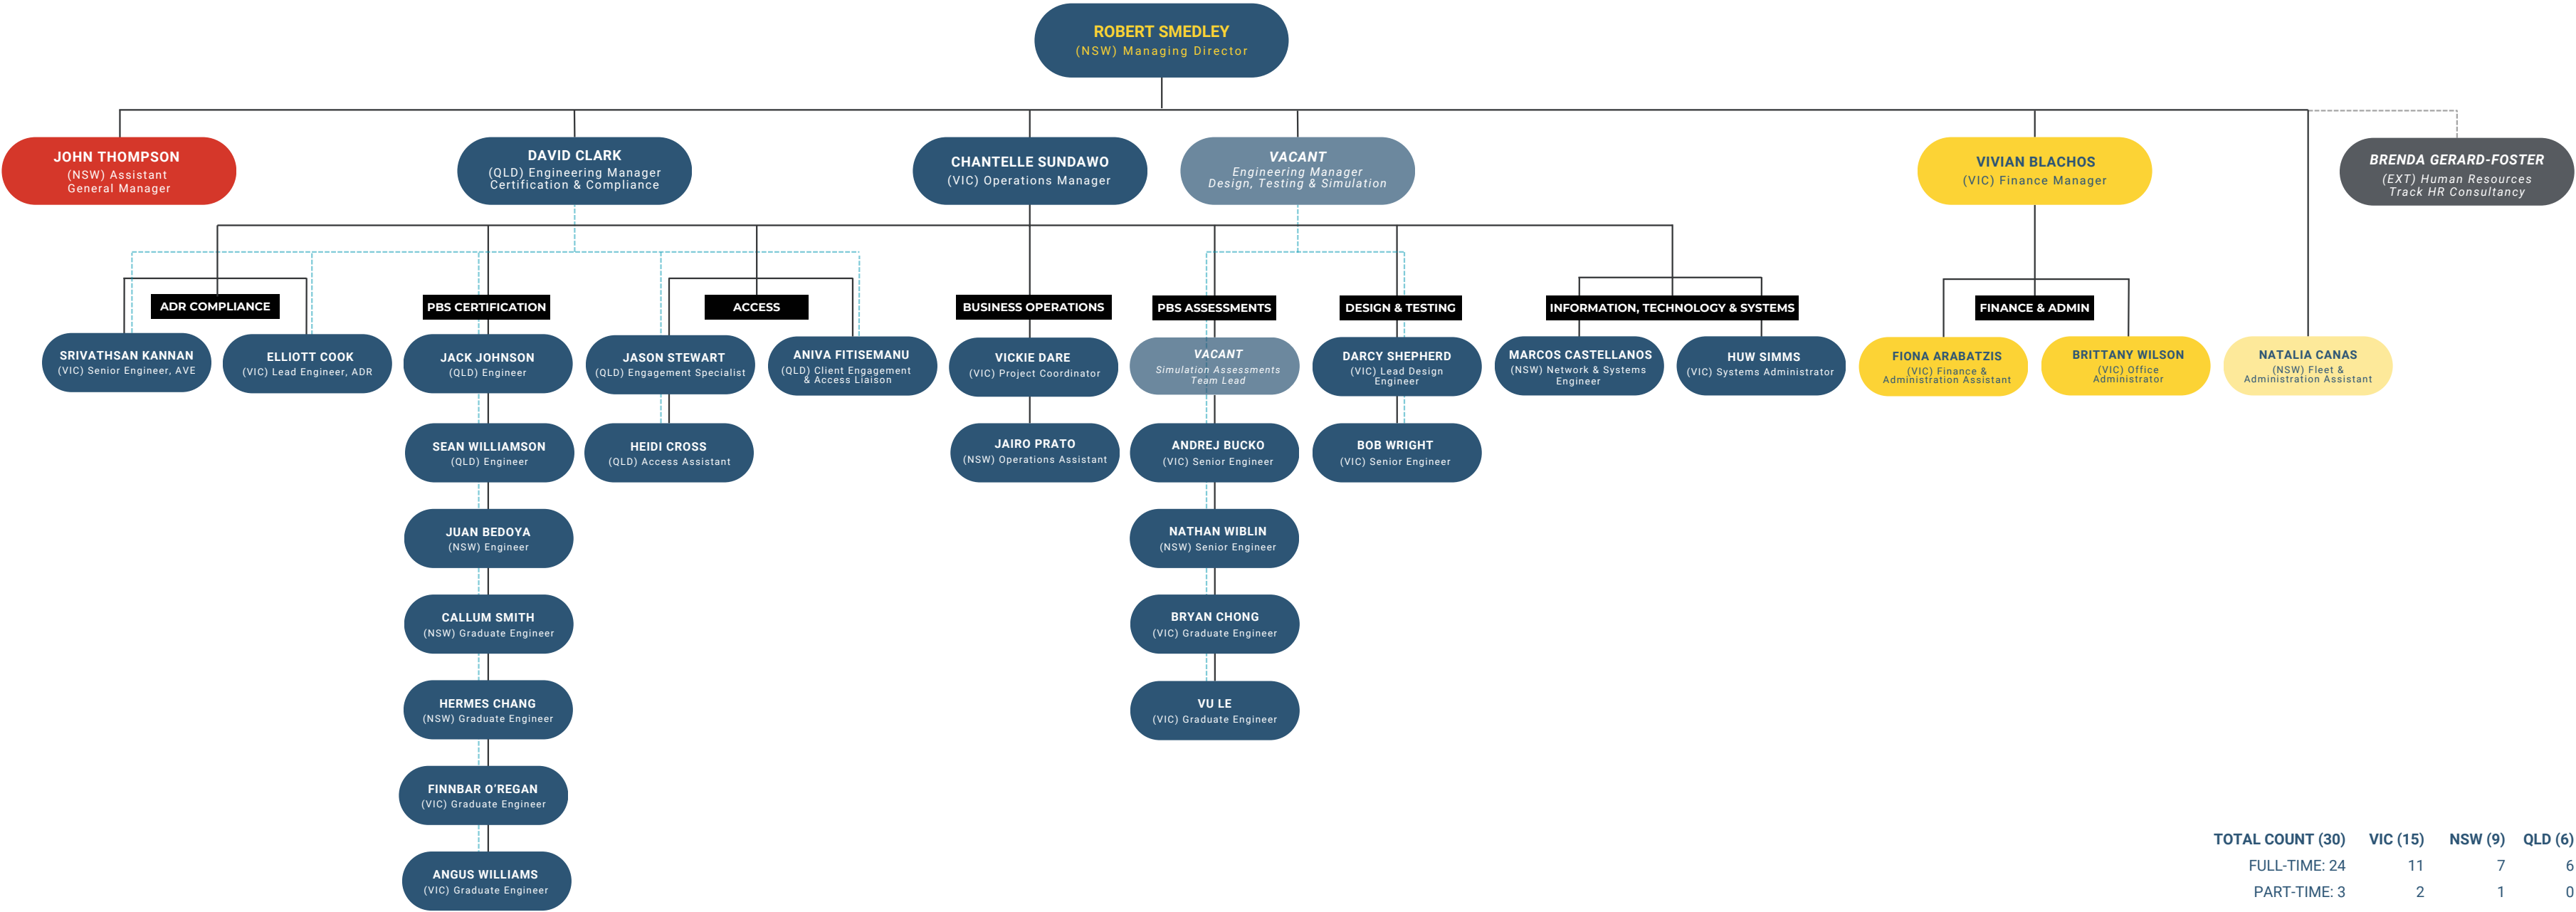 ROBERT SMEDLEY
(NSW) Managing Director
JOHN THOMPSON
(NSW) Assistant
General Manager
DAVID CLARK
(QLD) Engineering Manager
Certification & Compliance
CHANTELLE SUNDAWO
(VIC) Operations Manager
VACANT
Engineering Manager
Design, Testing & Simulation
VIVIAN BLACHOS
(VIC) Finance Manager
BRENDA GERARD-FOSTER
(EXT) Human Resources
Track HR Consultancy
ADR COMPLIANCE
PBS CERTIFICATION
ACCESS
BUSINESS OPERATIONS
PBS ASSESSMENTS
DESIGN & TESTING
INFORMATION, TECHNOLOGY & SYSTEMS
FINANCE & ADMIN
SRIVATHSAN KANNAN
(VIC) Senior Engineer, AVE
ELLIOTT COOK
(VIC) Lead Engineer, ADR
JACK JOHNSON
(QLD) Engineer
JASON STEWART
(QLD) Engagement Specialist
ANIVA FITISEMANU
(QLD) Client Engagement
& Access Liaison
VICKIE DARE
(VIC) Project Coordinator
VACANT
Simulation Assessments
Team Lead
DARCY SHEPHERD
(VIC) Lead Design
Engineer
MARCOS CASTELLANOS
(NSW) Network & Systems
Engineer
HUW SIMMS
(VIC) Systems Administrator
FIONA ARABATZIS
(VIC) Finance &
Administration Assistant
BRITTANY WILSON
(VIC) Office
Administrator
NATALIA CANAS
(NSW) Fleet &
Administration Assistant
SEAN WILLIAMSON
(QLD) Engineer
HEIDI CROSS
(QLD) Access Assistant
JAIRO PRATO
(NSW) Operations Assistant
ANDREJ BUCKO
(VIC) Senior Engineer
BOB WRIGHT
(VIC) Senior Engineer
JUAN BEDOYA
(NSW) Engineer
NATHAN WIBLIN
(NSW) Senior Engineer
CALLUM SMITH
(NSW) Graduate Engineer
BRYAN CHONG
(VIC) Graduate Engineer
HERMES CHANG
(NSW) Graduate Engineer
VU LE
(VIC) Graduate Engineer
FINNBAR O’REGAN
(VIC) Graduate Engineer
ANGUS WILLIAMS
(VIC) Graduate Engineer
TOTAL COUNT (30) VIC (15) NSW (9) QLD (6)
FULL-TIME: 24 11 7 6
PART-TIME: 3 2 1 0